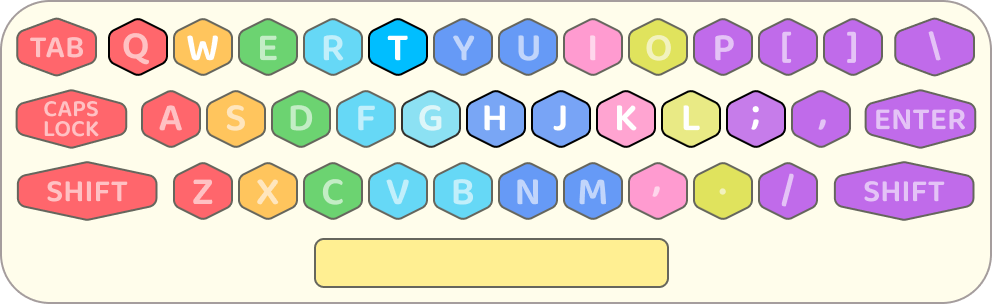 TAB Q W E R T Y U I O P [ ] \
CAPS LOCK A S D F G H J K L ; , ENTER
SHIFT Z X C V B N M , . / SHIFT